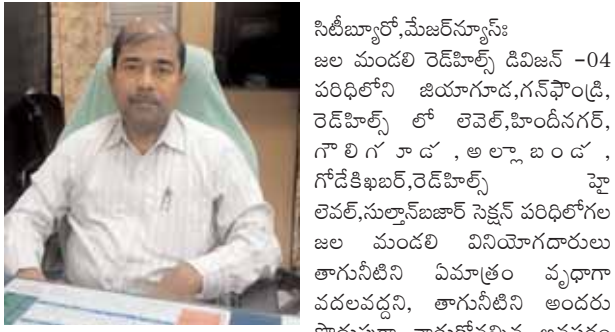 సిటీబ్యూరో,మేజర్‌న్యూస్‌ః
జల మండలి రెడ్‌హిల్స్‌ డివిజన్‌ -04
పరిధిలోని జియాగూడ,గన్‌ఫౌండ్రి,
రెడ్‌హిల్స్‌ లో లెవెల్‌,హిందీనగర్‌,
గౌలిగూడ ,అల్లాబండ ,
గోడేకిఖబర్‌,రెడ్‌హిల్స్‌ హై
లెవల్‌,సుల్తాన్‌బజార్‌ సెక్షన్‌ పరిధిలోగల
జల మండలి వినియోగదారులు
తాగునీటిని ఏమాత్రం వృధాగా
వదలవద్దని, తాగునీటిని అందరు